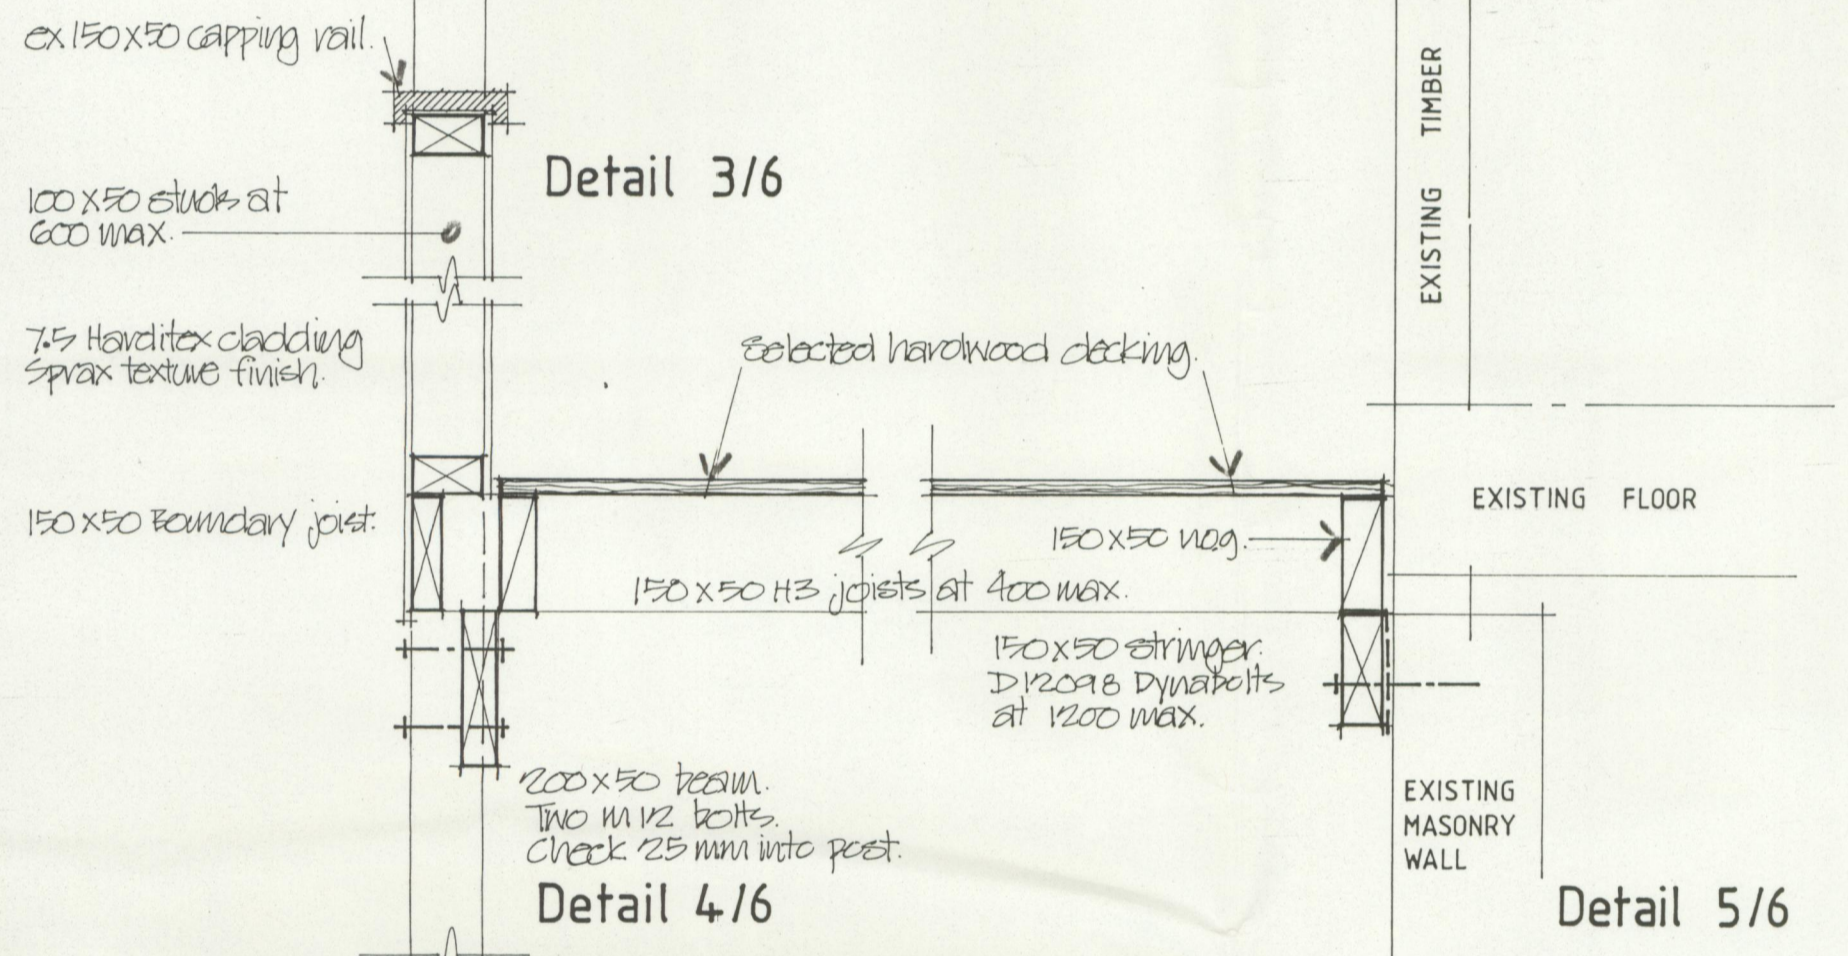 ex 150x50 capping rail.
Detail 3/6
100x50 studs at
600 max.
7.5 Harditex cladding
Sprax texture finish.
Selected hardwood decking.
EXISTING TIMBER
150x50 Boundary joist.
150x50 nog.
EXISTING FLOOR
150x50 H3 joists at 400 max.
150x50 stringer.
D12098 Dynabolts
at 1200 max.
200x50 beam.
Two M12 bolts.
Check 25mm into post.
Detail 4/6
EXISTING
MASONRY
WALL
Detail 5/6